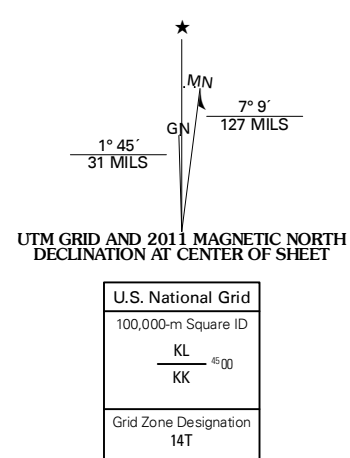 ★
MN
GN
7° 9´
127 MILS
1° 45´
31 MILS
UTM GRID AND 2011 MAGNETIC NORTH
DECLINATION AT CENTER OF SHEET
U.S. National Grid
100,000-m Square ID
KL
4500
KK
Grid Zone Designation
14T